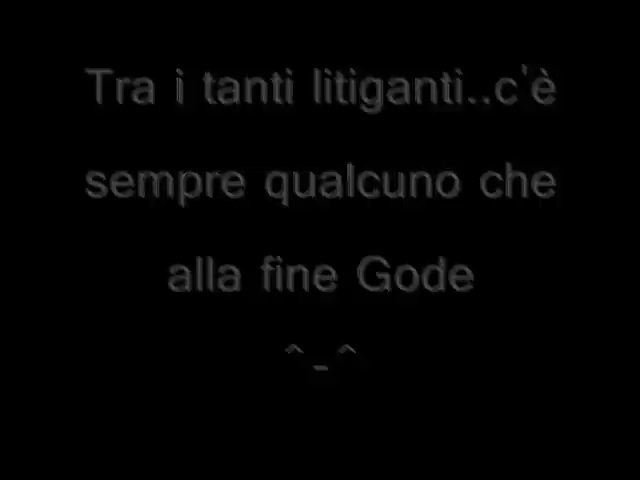 Tra i tanti litiganti..c'è
sempre qualcuno che
alla fine Gode
^-^